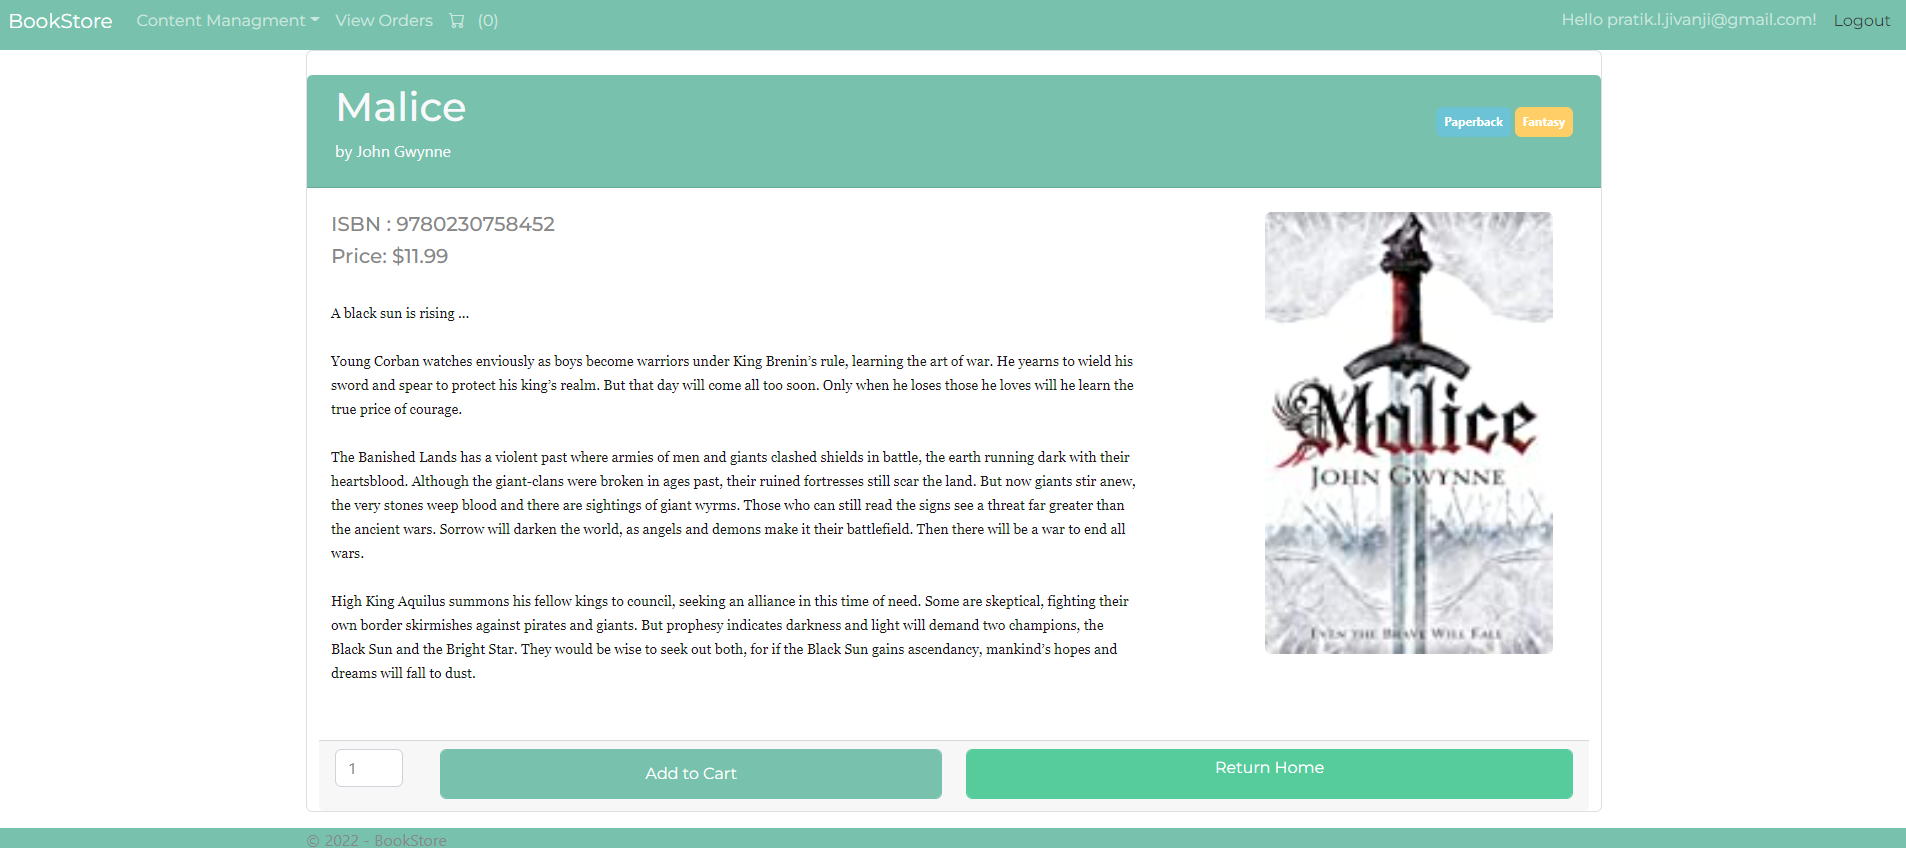 BookStore Content Managment View Orders (0) Hello pratik.l.jivanji@gmail.com! Logout
Malice
by John Gwynne
Paperback Fantasy
ISBN : 9780230758452
Price: $11.99
A black sun is rising ...
Young Corban watches enviously as boys become warriors under King Brenin’s rule, learning the art of war. He yearns to wield his
sword and spear to protect his king’s realm. But that day will come all too soon. Only when he loses those he loves will he learn the
true price of courage.
The Banished Lands has a violent past where armies of men and giants clashed shields in battle, the earth running dark with their
heartsblood. Although the giant-clans were broken in ages past, their ruined fortresses still scar the land. But now giants stir anew,
the very stones weep blood and there are sightings of giant wyrms. Those who can still read the signs see a threat far greater than
the ancient wars. Sorrow will darken the world, as angels and demons make it their battlefield. Then there will be a war to end all
wars.
High King Aquilus summons his fellow kings to council, seeking an alliance in this time of need. Some are skeptical, fighting their
own border skirmishes against pirates and giants. But prophesy indicates darkness and light will demand two champions, the
Black Sun and the Bright Star. They would be wise to seek out both, for if the Black Sun gains ascendancy, mankind’s hopes and
dreams will fall to dust.
Malice
JOHN GWYNNE
EVEN THE BRAVE WILL FALL
1 Add to Cart Return Home
© 2022 - BookStore